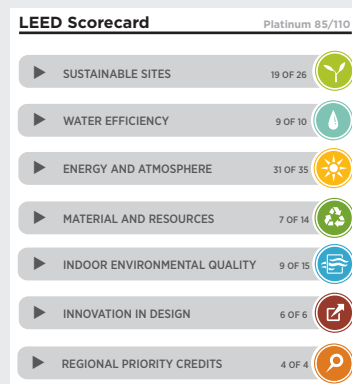 LEED Scorecard Platinum 85/110
SUSTAINABLE SITES 19 OF 26
WATER EFFICIENCY 9 OF 10
ENERGY AND ATMOSPHERE 31 OF 35
MATERIAL AND RESOURCES 7 OF 14
INDOOR ENVIRONMENTAL QUALITY 9 OF 15
INNOVATION IN DESIGN 6 OF 6
REGIONAL PRIORITY CREDITS 4 OF 4